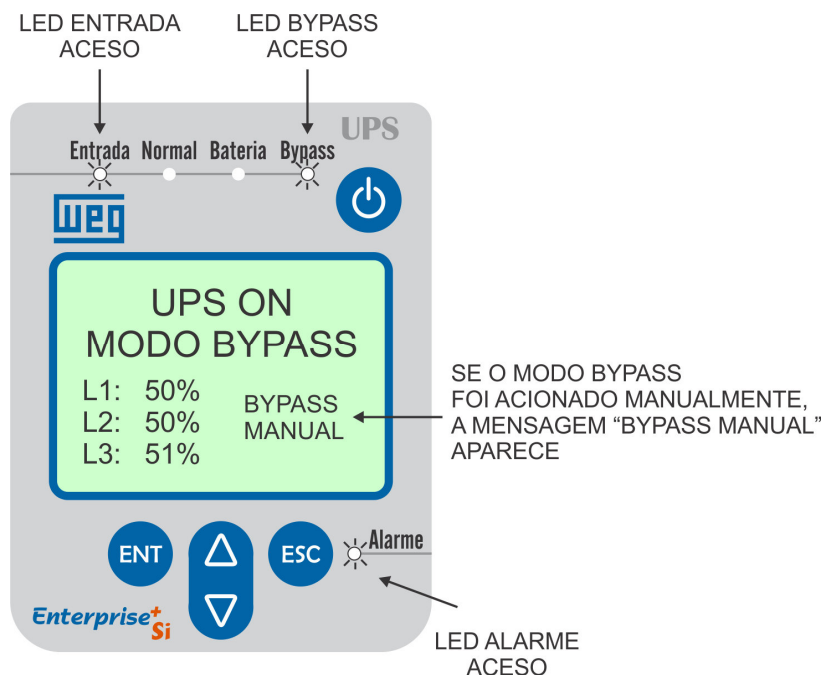 LED ENTRADA
ACESO
LED BYPASS
ACESO
UPS
Entrada Normal Bateria Bypass
weg
UPS ON
MODO BYPASS
L1: 50%
L2: 50%
L3: 51%
BYPASS
MANUAL
SE O MODO BYPASS
FOI ACIONADO MANUALMENTE,
A MENSAGEM “BYPASS MANUAL”
APARECE
ENT
ESC
Alarme
Enterprise+
Si
LED ALARME
ACESO